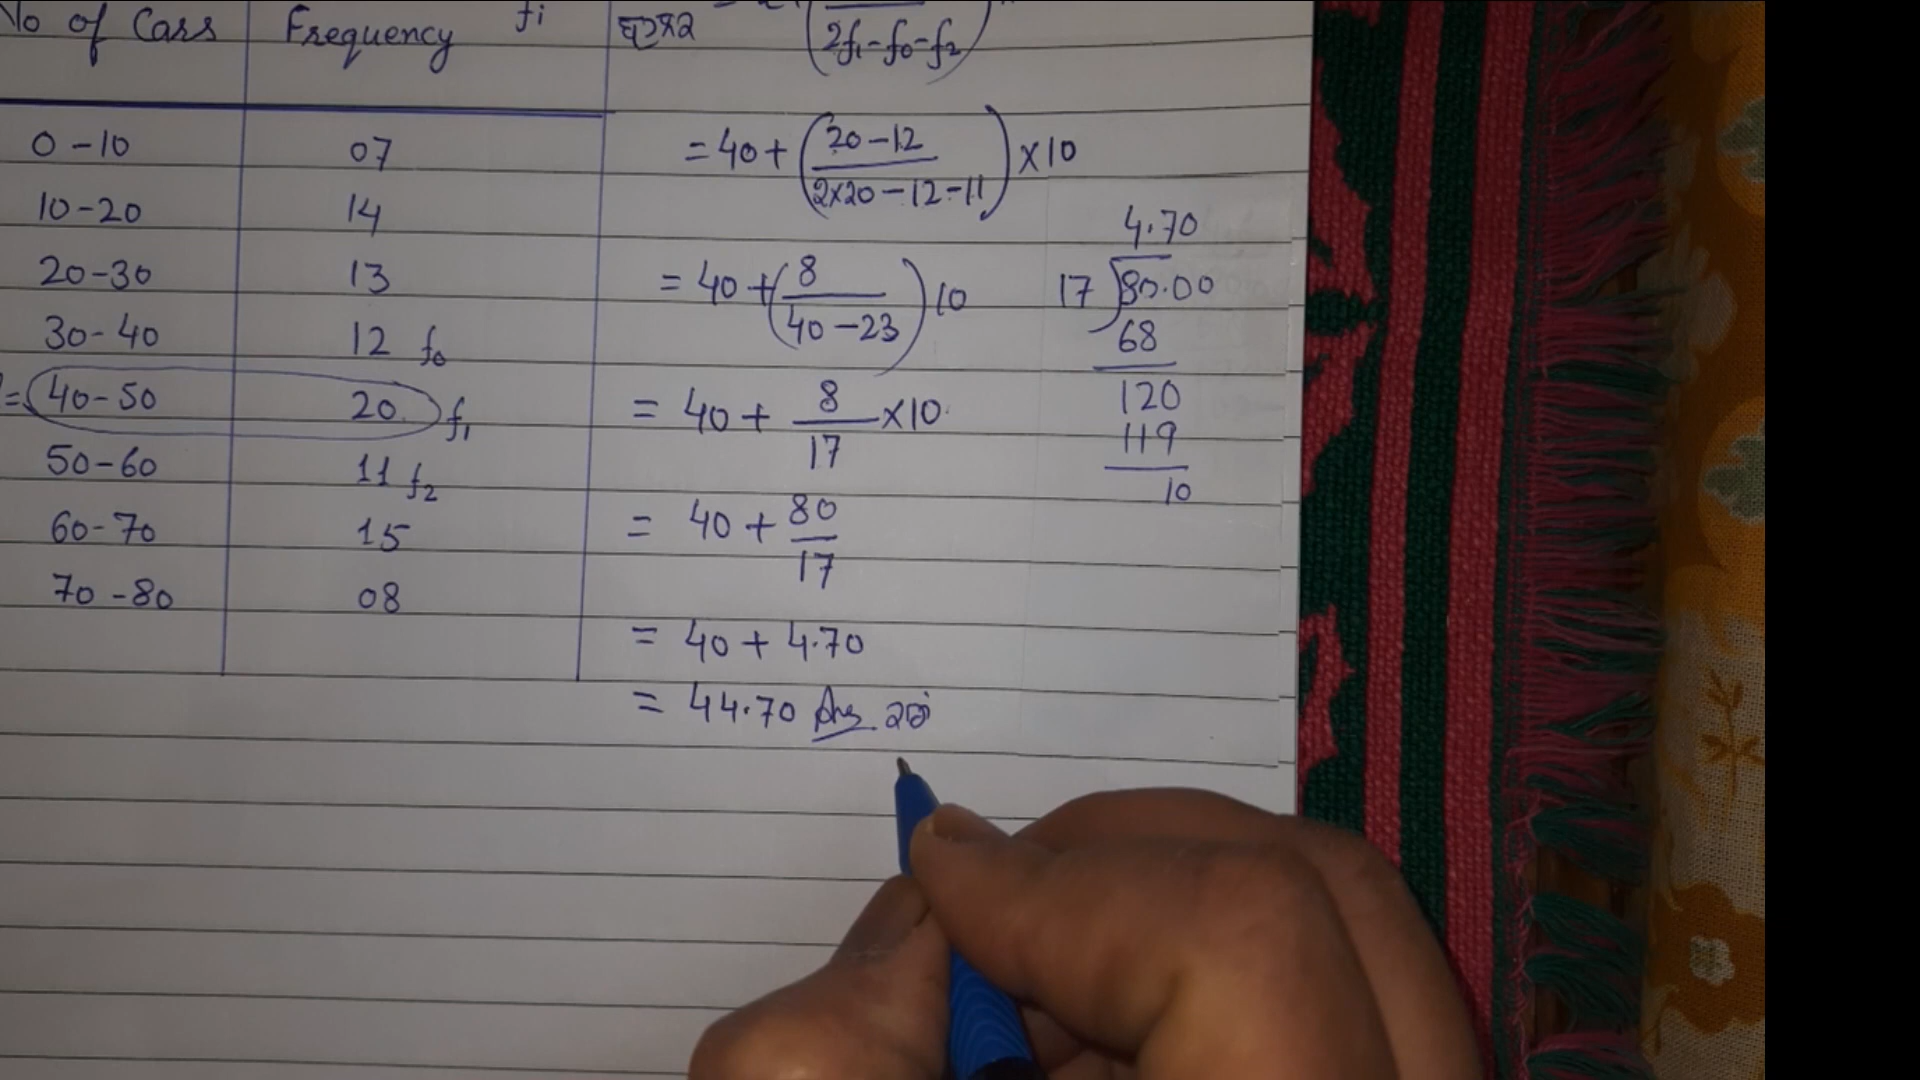 No of Cars Frequency fi
0-10 07
10-20 14
20-30 13
30-40 12 f₀
= 40-50 20 f₁
50-60 11 f₂
60-70 15
70-80 08
2f₁-f₀-f₂
= 40 + (20-12 / 2×20-12-11) ×10
= 40 + (8 / 40-23) 10
= 40 + 8/17 ×10
= 40 + 80/17
= 40 + 4.70
= 44.70 Ans
4.70
17 ) 80.00
68
120
119
10